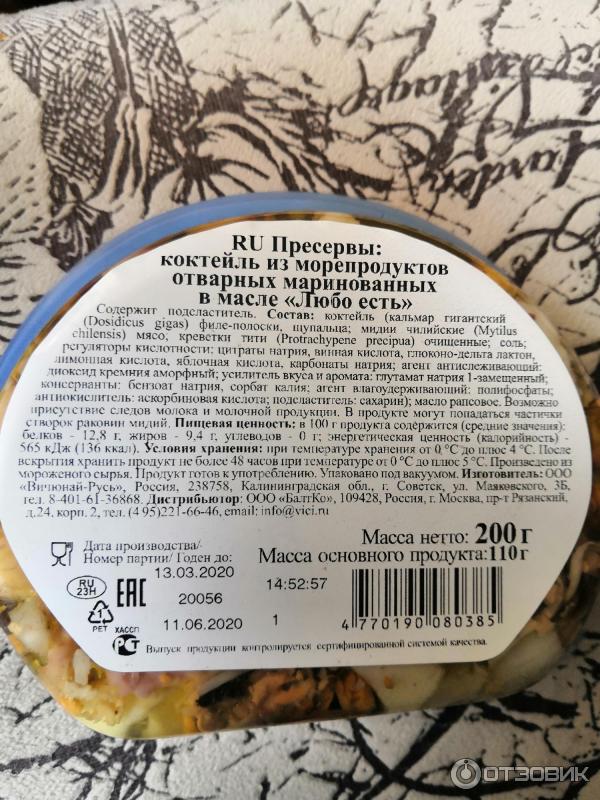 RU Пресервы:
коктейль из морепродуктов
отварных маринованных
в масле «Любо есть»
Содержит подсластитель. Состав: коктейль (кальмар гигантский
(Dosidicus gigas) филе-полоски, щупальца; мидии чилийские (Mytilus
chilensis) мясо, креветки тити (Protrachypene precipua) очищенные; соль;
регуляторы кислотности: цитраты натрия, винная кислота, глюконо-дельта лактон,
лимонная кислота, яблочная кислота, карбонаты натрия; агент антислеживающий:
диоксид кремния аморфный; усилитель вкуса и аромата: глутамат натрия 1-замещенный;
консерванты: бензоат натрия, сорбат калия; агент влагоудерживающий: полифосфаты;
антиокислитель: аскорбиновая кислота; подсластитель: сахарин); масло рапсовое. Возможно
присутствие следов молока и молочной продукции. В продукте могут попадаться частички
створок раковин мидий. Пищевая ценность: в 100 г продукта содержится (средние значения):
белков - 12,8 г, жиров - 9,4 г, углеводов - 0 г; энергетическая ценность (калорийность) -
565 кДж (136 ккал). Условия хранения: при температуре хранения от 0 °С до плюс 4 °С. После
вскрытия хранить продукт не более 48 часов при температуре от 0 °С до плюс 5 °С. Произведено из
мороженого сырья. Продукт готов к употреблению. Упаковано под вакуумом. Изготовитель: ООО
«Вичюнай-Русь», Россия, 238758, Калининградская обл., г. Советск, ул. Маяковского, 3Б,
тел. 8-401-61-36868. Дистрибьютор: ООО «БалтКо», 109428, Россия, г. Москва, пр-т Рязанский,
д.24, корп. 2, тел.(4 95)221-66-46, email: info@vici.ru
Масса нетто: 200 г
Масса основного продукта:110 г
Дата производства/
Номер партии/ Годен до:
13.03.2020 14:52:57
20056
11.06.2020 1
RU
23H
EAC
1
PET
ХАССП
РСТ
4 770190 080385
Выпуск продукции контролируется сертифицированной системой качества.
Garden
ОТЗОВИК